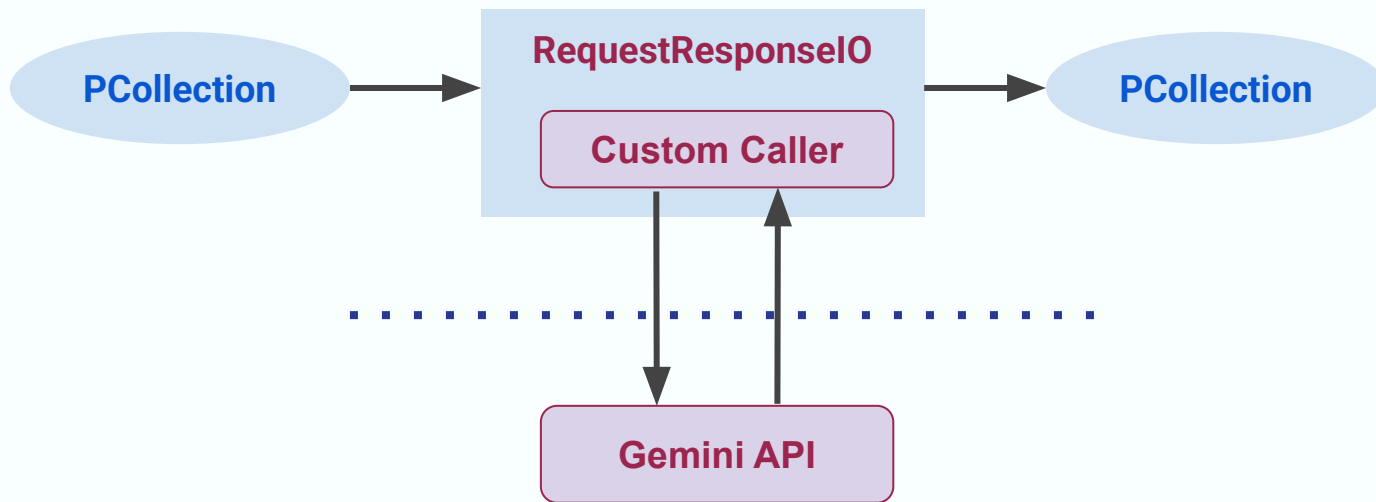 RequestResponseIO
PCollection
PCollection
Custom Caller
Gemini API